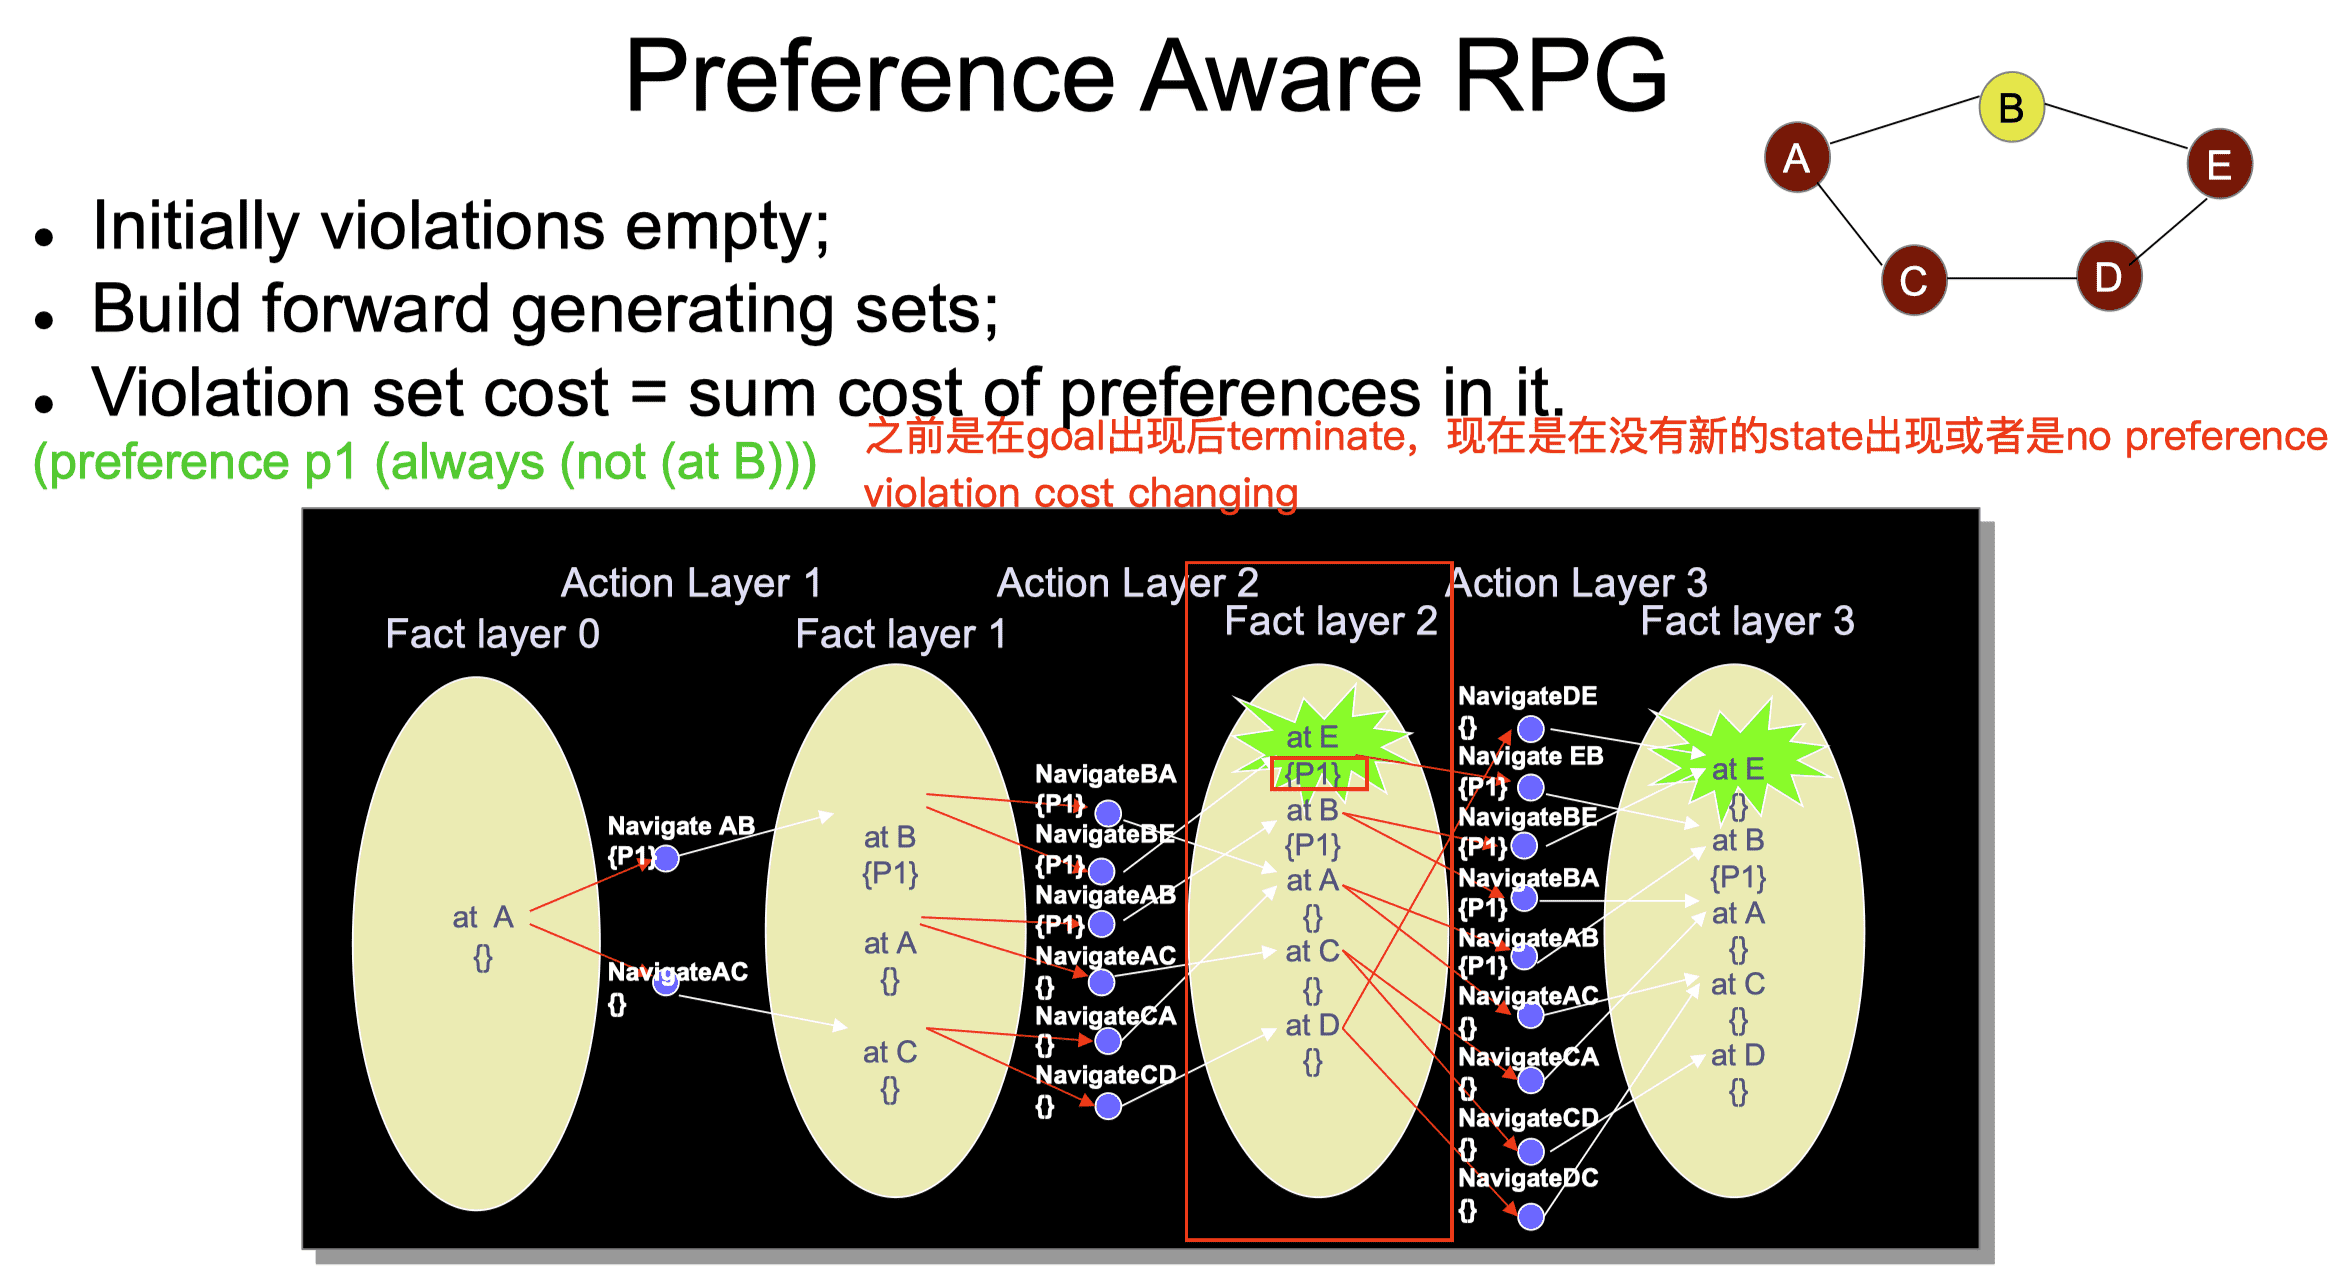 Preference Aware RPG
B
A
E
C
D
Initially violations empty;
Build forward generating sets;
Violation set cost = sum cost of preferences in it.
(preference p1 (always (not (at B)))
之前是在goal出现后terminate，现在是在没有新的state出现或者是no preference
violation cost changing
Action Layer 1
Action Layer 2
Action Layer 3
Fact layer 0
Fact layer 1
Fact layer 2
Fact layer 3
at A
{}
Navigate AB
{P1}
NavigateAC
{}
at B
{P1}
at A
{}
at C
{}
NavigateBA
{P1}
NavigateBE
{P1}
NavigateAB
{P1}
NavigateAC
{}
NavigateCA
{}
NavigateCD
{}
at E
{P1}
at B
{P1}
at A
{}
at C
{}
at D
{}
NavigateDE
{}
Navigate EB
{P1}
NavigateBE
{P1}
NavigateBA
{P1}
NavigateAB
{P1}
NavigateAC
{}
NavigateCA
{}
NavigateCD
{}
NavigateDC
{}
at E
{}
at B
{P1}
at A
{}
at C
{}
at D
{}